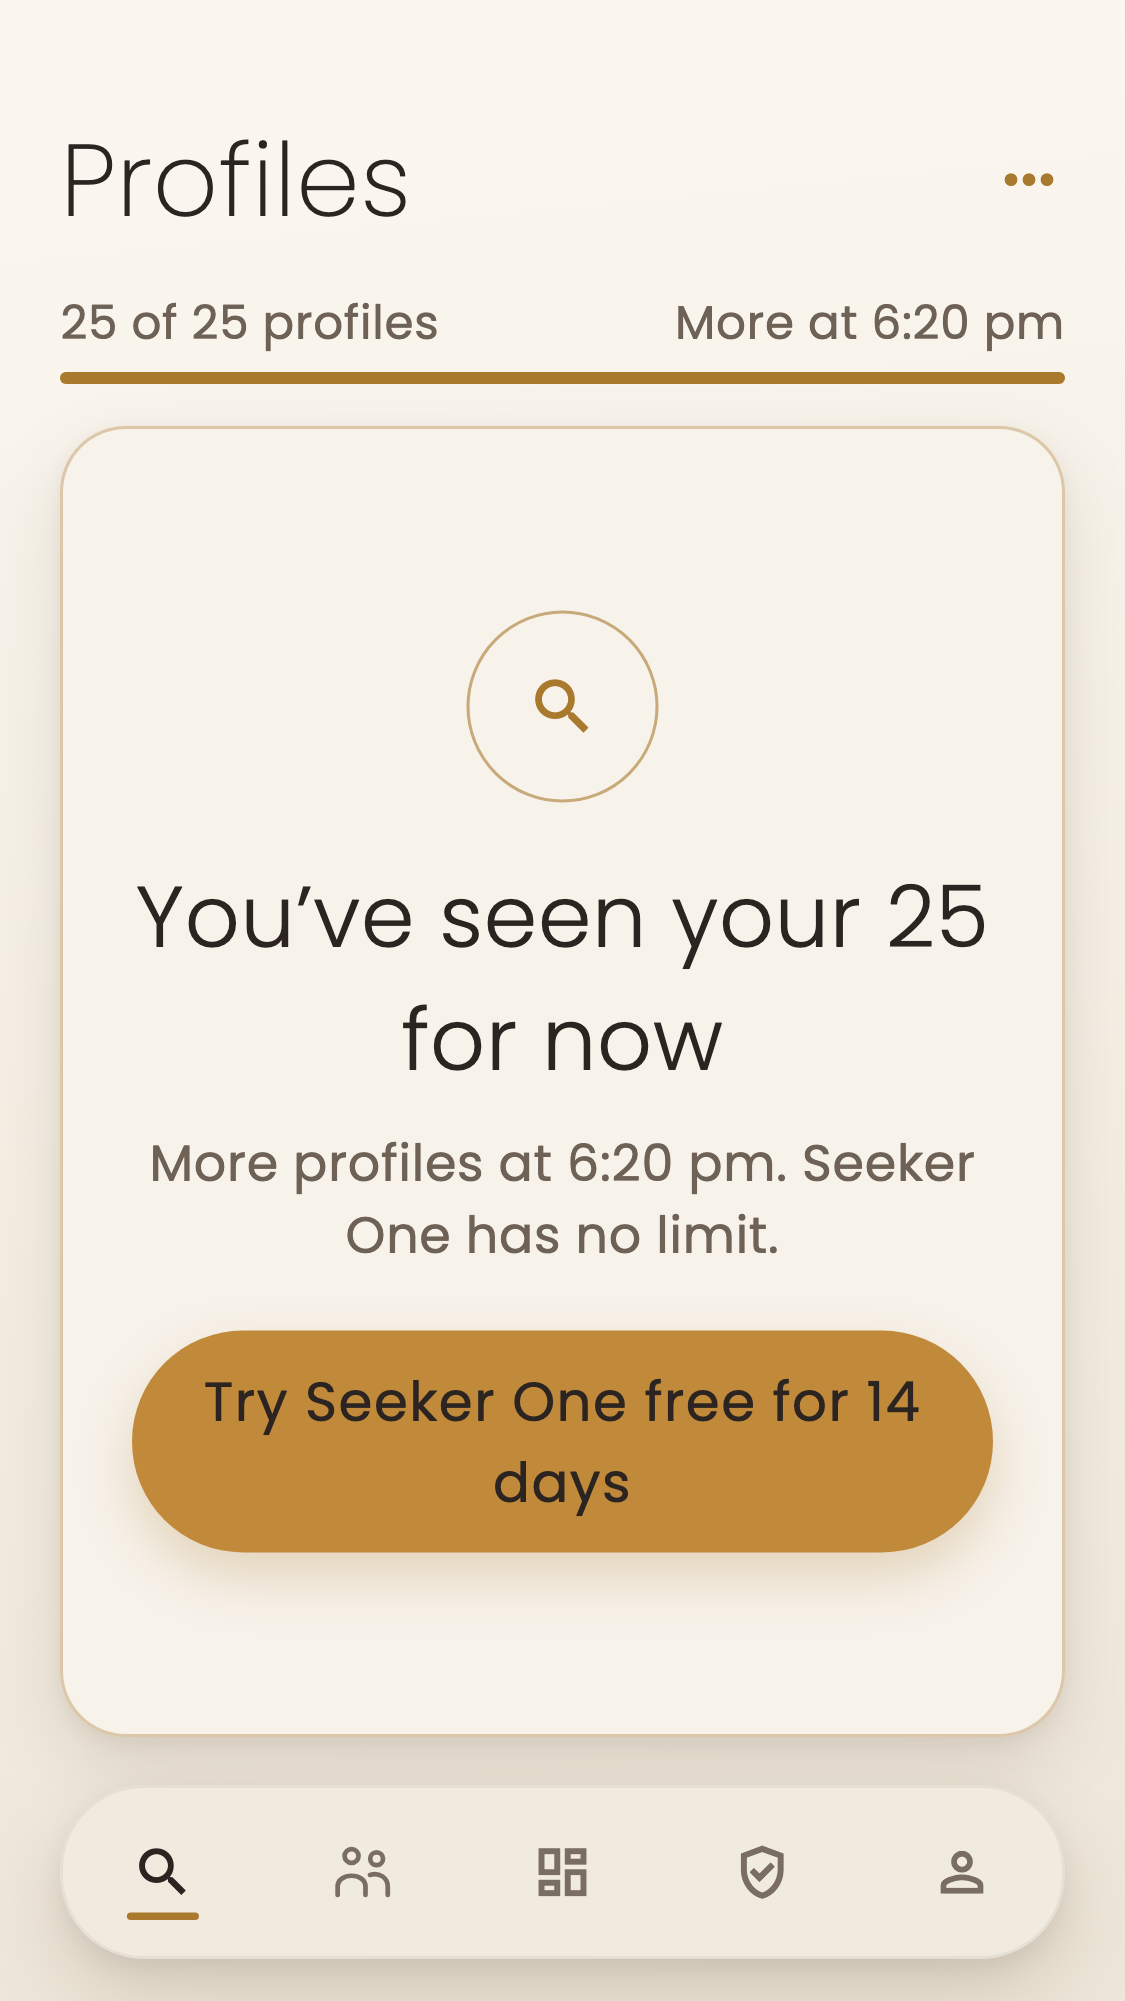 Profiles
25 of 25 profiles
More at 6:20 pm
You’ve seen your 25
for now
More profiles at 6:20 pm. Seeker
One has no limit.
Try Seeker One free for 14
days